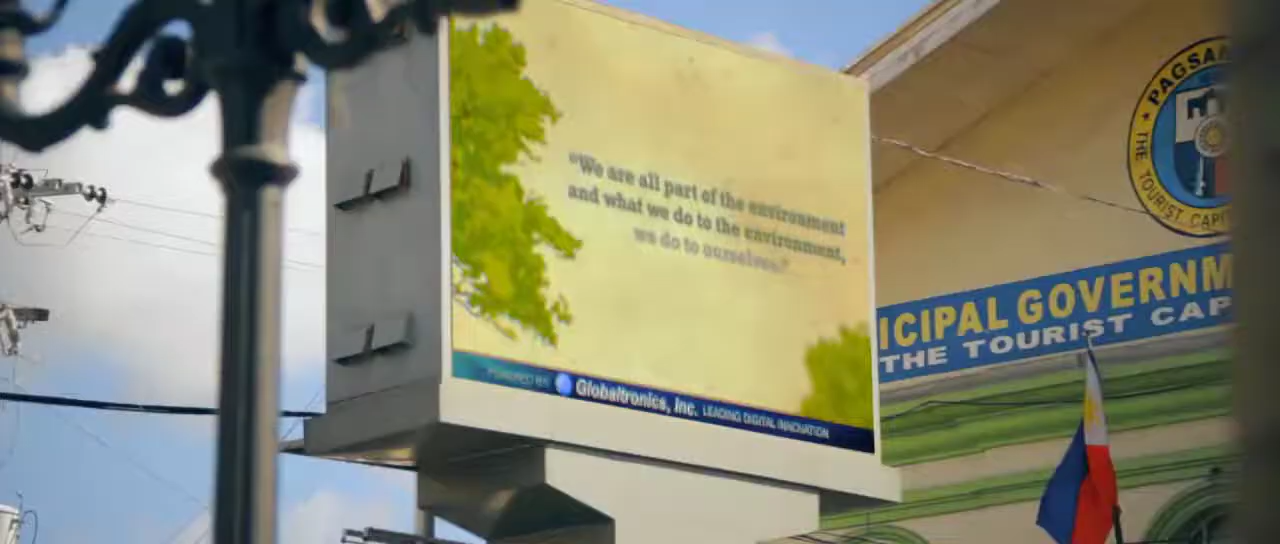 "We are all part of the environment
and what we do to the environment,
we do to ourselves."
POWERED BY: Globaltronics, Inc. LEADING DIGITAL INNOVATION
PAGSAN
THE TOURIST CAPI
ICIPAL GOVERNM
THE TOURIST CAP